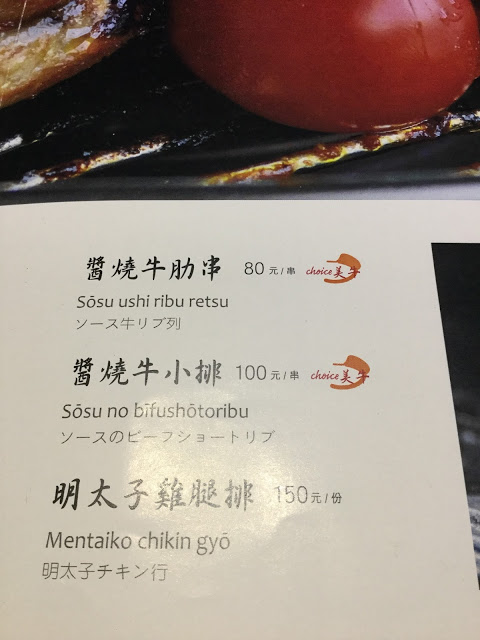 醬燒牛肋串 80元/串 choice美牛
Sōsu ushi ribu retsu
ソース牛リブ列
醬燒牛小排 100元/串 choice美牛
Sōsu no bīfushōtoribu
ソースのビーフショートリブ
明太子雞腿排 150元/份
Mentaiko chikin gyō
明太子チキン行